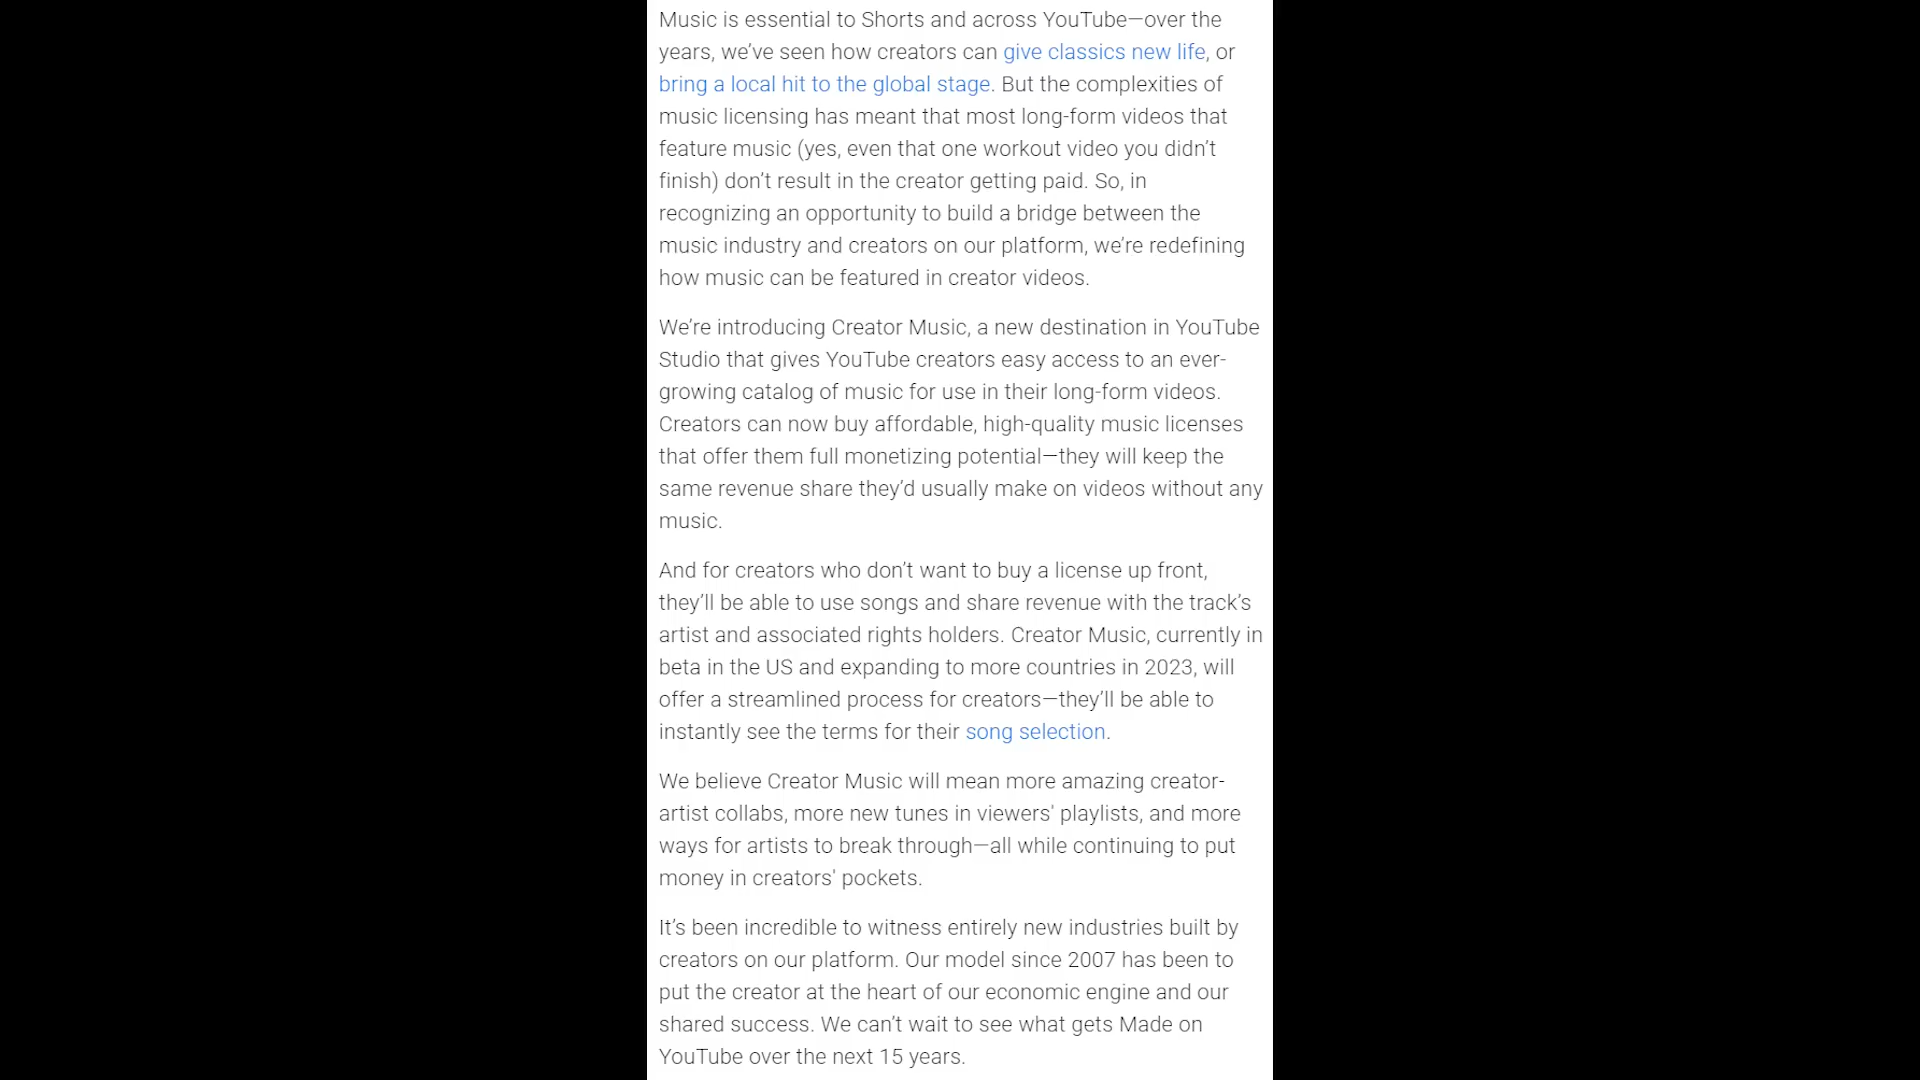 Music is essential to Shorts and across YouTube—over the
years, we’ve seen how creators can give classics new life, or
bring a local hit to the global stage. But the complexities of
music licensing has meant that most long-form videos that
feature music (yes, even that one workout video you didn’t
finish) don’t result in the creator getting paid. So, in
recognizing an opportunity to build a bridge between the
music industry and creators on our platform, we’re redefining
how music can be featured in creator videos.
We’re introducing Creator Music, a new destination in YouTube
Studio that gives YouTube creators easy access to an ever-
growing catalog of music for use in their long-form videos.
Creators can now buy affordable, high-quality music licenses
that offer them full monetizing potential—they will keep the
same revenue share they’d usually make on videos without any
music.
And for creators who don’t want to buy a license up front,
they’ll be able to use songs and share revenue with the track’s
artist and associated rights holders. Creator Music, currently in
beta in the US and expanding to more countries in 2023, will
offer a streamlined process for creators—they’ll be able to
instantly see the terms for their song selection.
We believe Creator Music will mean more amazing creator-
artist collabs, more new tunes in viewers' playlists, and more
ways for artists to break through—all while continuing to put
money in creators' pockets.
It’s been incredible to witness entirely new industries built by
creators on our platform. Our model since 2007 has been to
put the creator at the heart of our economic engine and our
shared success. We can’t wait to see what gets Made on
YouTube over the next 15 years.